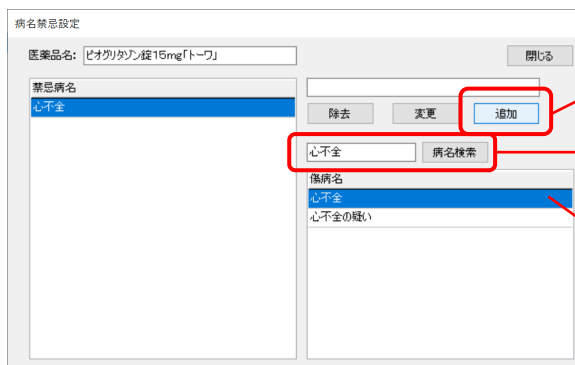 病名禁忌設定
医薬品名: ピオグリタゾン錠15mg「トーワ」 閉じる
禁忌病名
心不全
除去 変更 追加
心不全 病名検索
傷病名
心不全
心不全の疑い